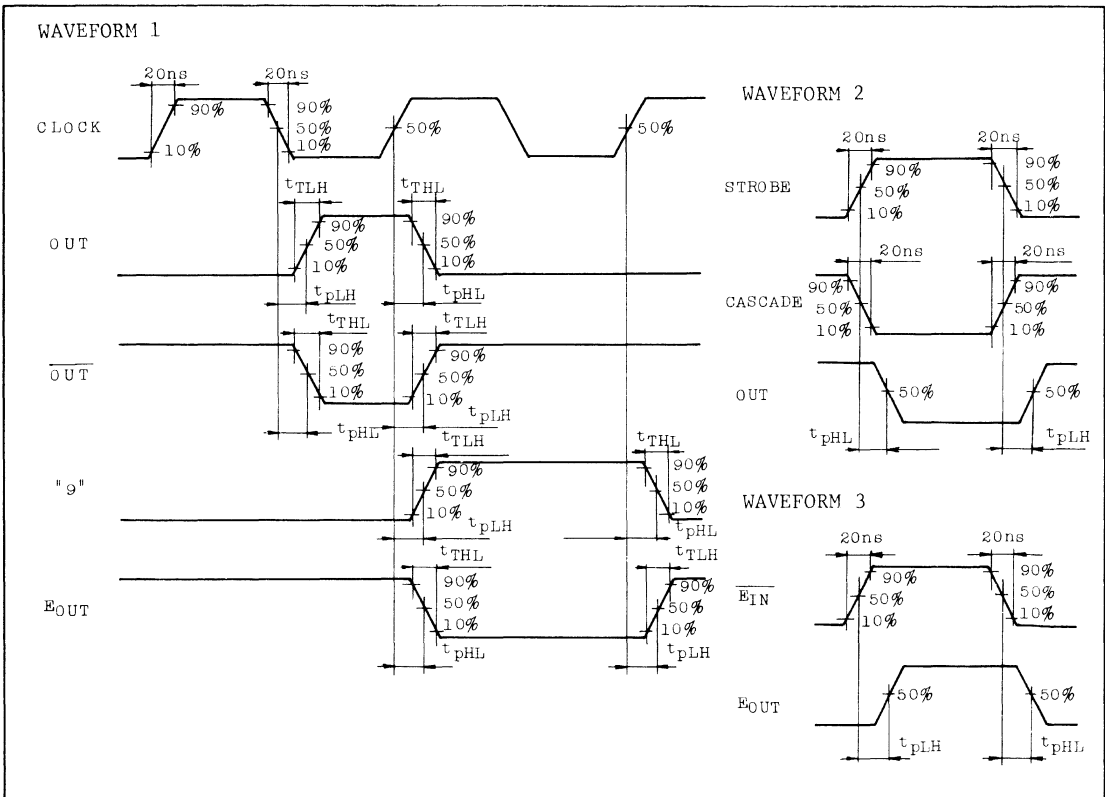 WAVEFORM 1
20ns 20ns
CLOCK
90% 90%
50% 50% 50%
10% 10%
tTLH tTHL
OUT
90% 90%
50% 50%
10% 10%
tpLH tpHL
tTHL tTLH
OUT
90% 90%
50% 50%
10% 10%
tpHL tpLH
tTLH tTHL
"9"
90% 90%
50% 50%
10% 10%
tpLH tpHL
tTHL tTLH
EOUT
90% 90%
50% 50%
10% 10%
tpHL tpLH
WAVEFORM 2
20ns 20ns
STROBE
90% 90%
50% 50%
10% 10%
20ns 20ns
CASCADE
90% 90%
50% 50%
10% 10%
OUT
50% 50%
tpHL tpLH
WAVEFORM 3
20ns 20ns
EIN
90% 90%
50% 50%
10% 10%
EOUT
50% 50%
tpLH tpHL